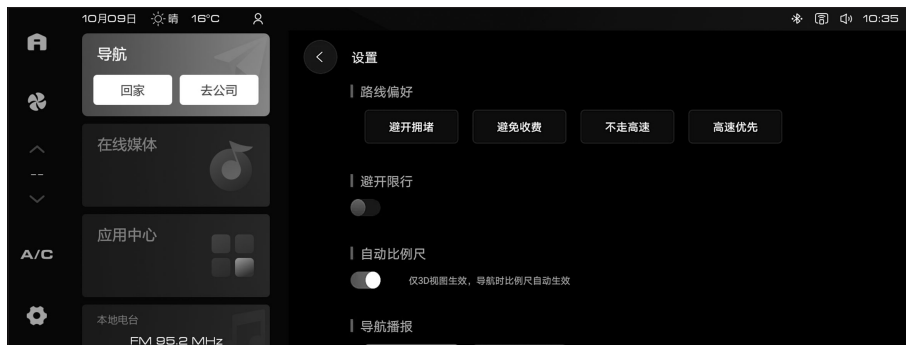 10月09日 晴 16°C 10:35
A
导航
回家 去公司
在线媒体
--
应用中心
A/C
本地电台
FM 95.2 MHz
设置
路线偏好
避开拥堵 避免收费 不走高速 高速优先
避开限行
自动比例尺
仅3D视图生效，导航时比例尺自动生效
导航播报